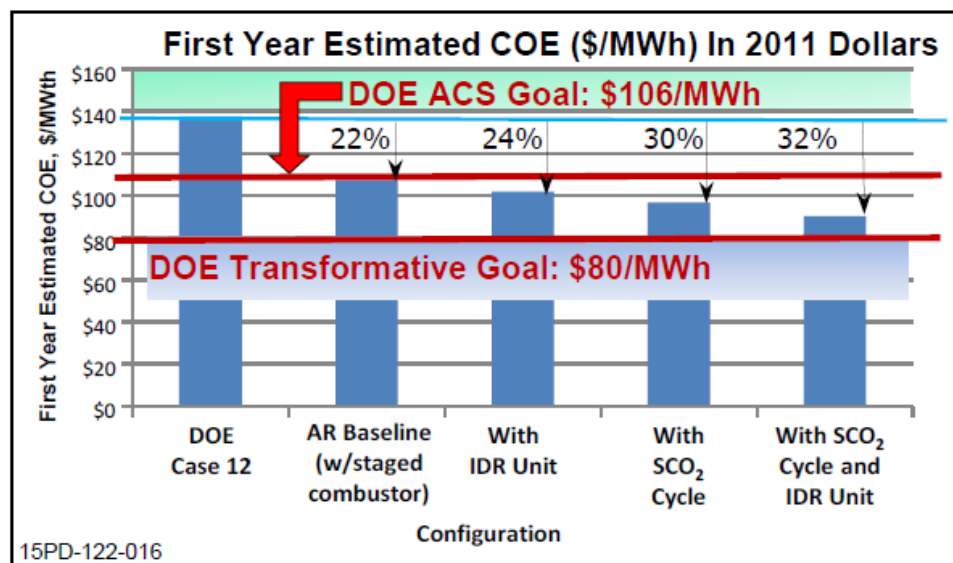 First Year Estimated COE ($/MWh) In 2011 Dollars
First Year Estimated COE, $/MWth
$160
$140
$120
$100
$80
$60
$40
$20
$0
DOE ACS Goal: $106/MWh
22%
24%
30%
32%
DOE Transformative Goal: $80/MWh
DOE
Case 12
AR Baseline
(w/staged
combustor)
With
IDR Unit
With
SCO₂
Cycle
With SCO₂
Cycle and
IDR Unit
Configuration
15PD-122-016